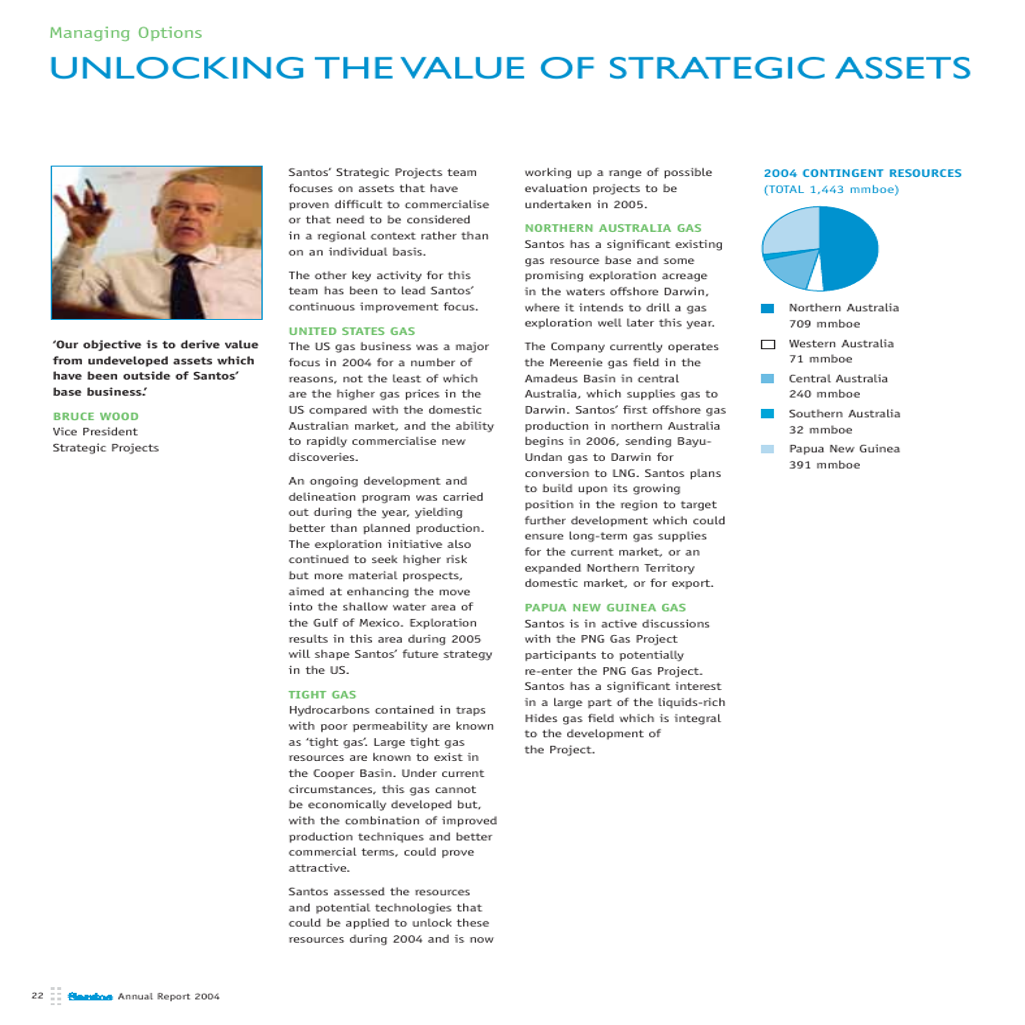 Managing Options
UNLOCKING THE VALUE OF STRATEGIC ASSETS
‘Our objective is to derive value
from undeveloped assets which
have been outside of Santos’
base business.’
BRUCE WOOD
Vice President
Strategic Projects
Santos’ Strategic Projects team
focuses on assets that have
proven difficult to commercialise
or that need to be considered
in a regional context rather than
on an individual basis.
The other key activity for this
team has been to lead Santos’
continuous improvement focus.
UNITED STATES GAS
The US gas business was a major
focus in 2004 for a number of
reasons, not the least of which
are the higher gas prices in the
US compared with the domestic
Australian market, and the ability
to rapidly commercialise new
discoveries.
An ongoing development and
delineation program was carried
out during the year, yielding
better than planned production.
The exploration initiative also
continued to seek higher risk
but more material prospects,
aimed at enhancing the move
into the shallow water area of
the Gulf of Mexico. Exploration
results in this area during 2005
will shape Santos’ future strategy
in the US.
TIGHT GAS
Hydrocarbons contained in traps
with poor permeability are known
as ‘tight gas’. Large tight gas
resources are known to exist in
the Cooper Basin. Under current
circumstances, this gas cannot
be economically developed but,
with the combination of improved
production techniques and better
commercial terms, could prove
attractive.
Santos assessed the resources
and potential technologies that
could be applied to unlock these
resources during 2004 and is now
working up a range of possible
evaluation projects to be
undertaken in 2005.
NORTHERN AUSTRALIA GAS
Santos has a significant existing
gas resource base and some
promising exploration acreage
in the waters offshore Darwin,
where it intends to drill a gas
exploration well later this year.
The Company currently operates
the Mereenie gas field in the
Amadeus Basin in central
Australia, which supplies gas to
Darwin. Santos’ first offshore gas
production in northern Australia
begins in 2006, sending Bayu-
Undan gas to Darwin for
conversion to LNG. Santos plans
to build upon its growing
position in the region to target
further development which could
ensure long-term gas supplies
for the current market, or an
expanded Northern Territory
domestic market, or for export.
PAPUA NEW GUINEA GAS
Santos is in active discussions
with the PNG Gas Project
participants to potentially
re-enter the PNG Gas Project.
Santos has a significant interest
in a large part of the liquids-rich
Hides gas field which is integral
to the development of
the Project.
2004 CONTINGENT RESOURCES
(TOTAL 1,443 mmboe)
Northern Australia
709 mmboe
Western Australia
71 mmboe
Central Australia
240 mmboe
Southern Australia
32 mmboe
Papua New Guinea
391 mmboe
22 Santos Annual Report 2004